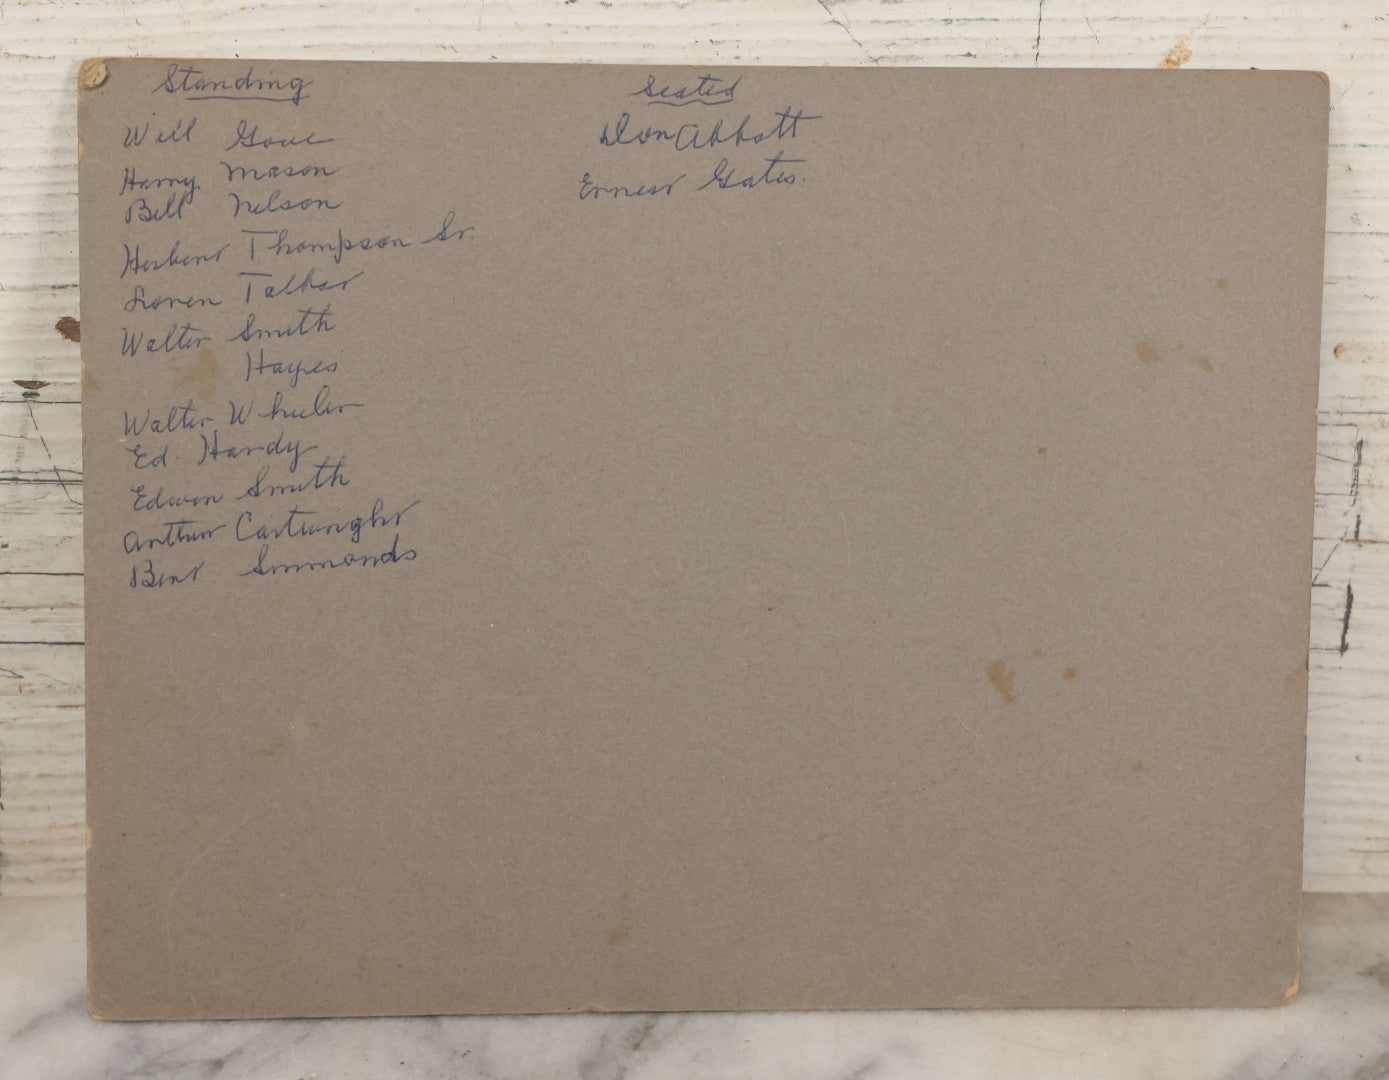 Standing
Will Gove
Harry Mason
Bill Nelson
Herbert Thompson Sr.
Loren
Walter Smith
Hayes
Walter Wheeler
Ed. Hardy
Edwin Smith
Arthur Cartwright
Bert Simmonds
Seated
Don Abbott
Ernest Gates.